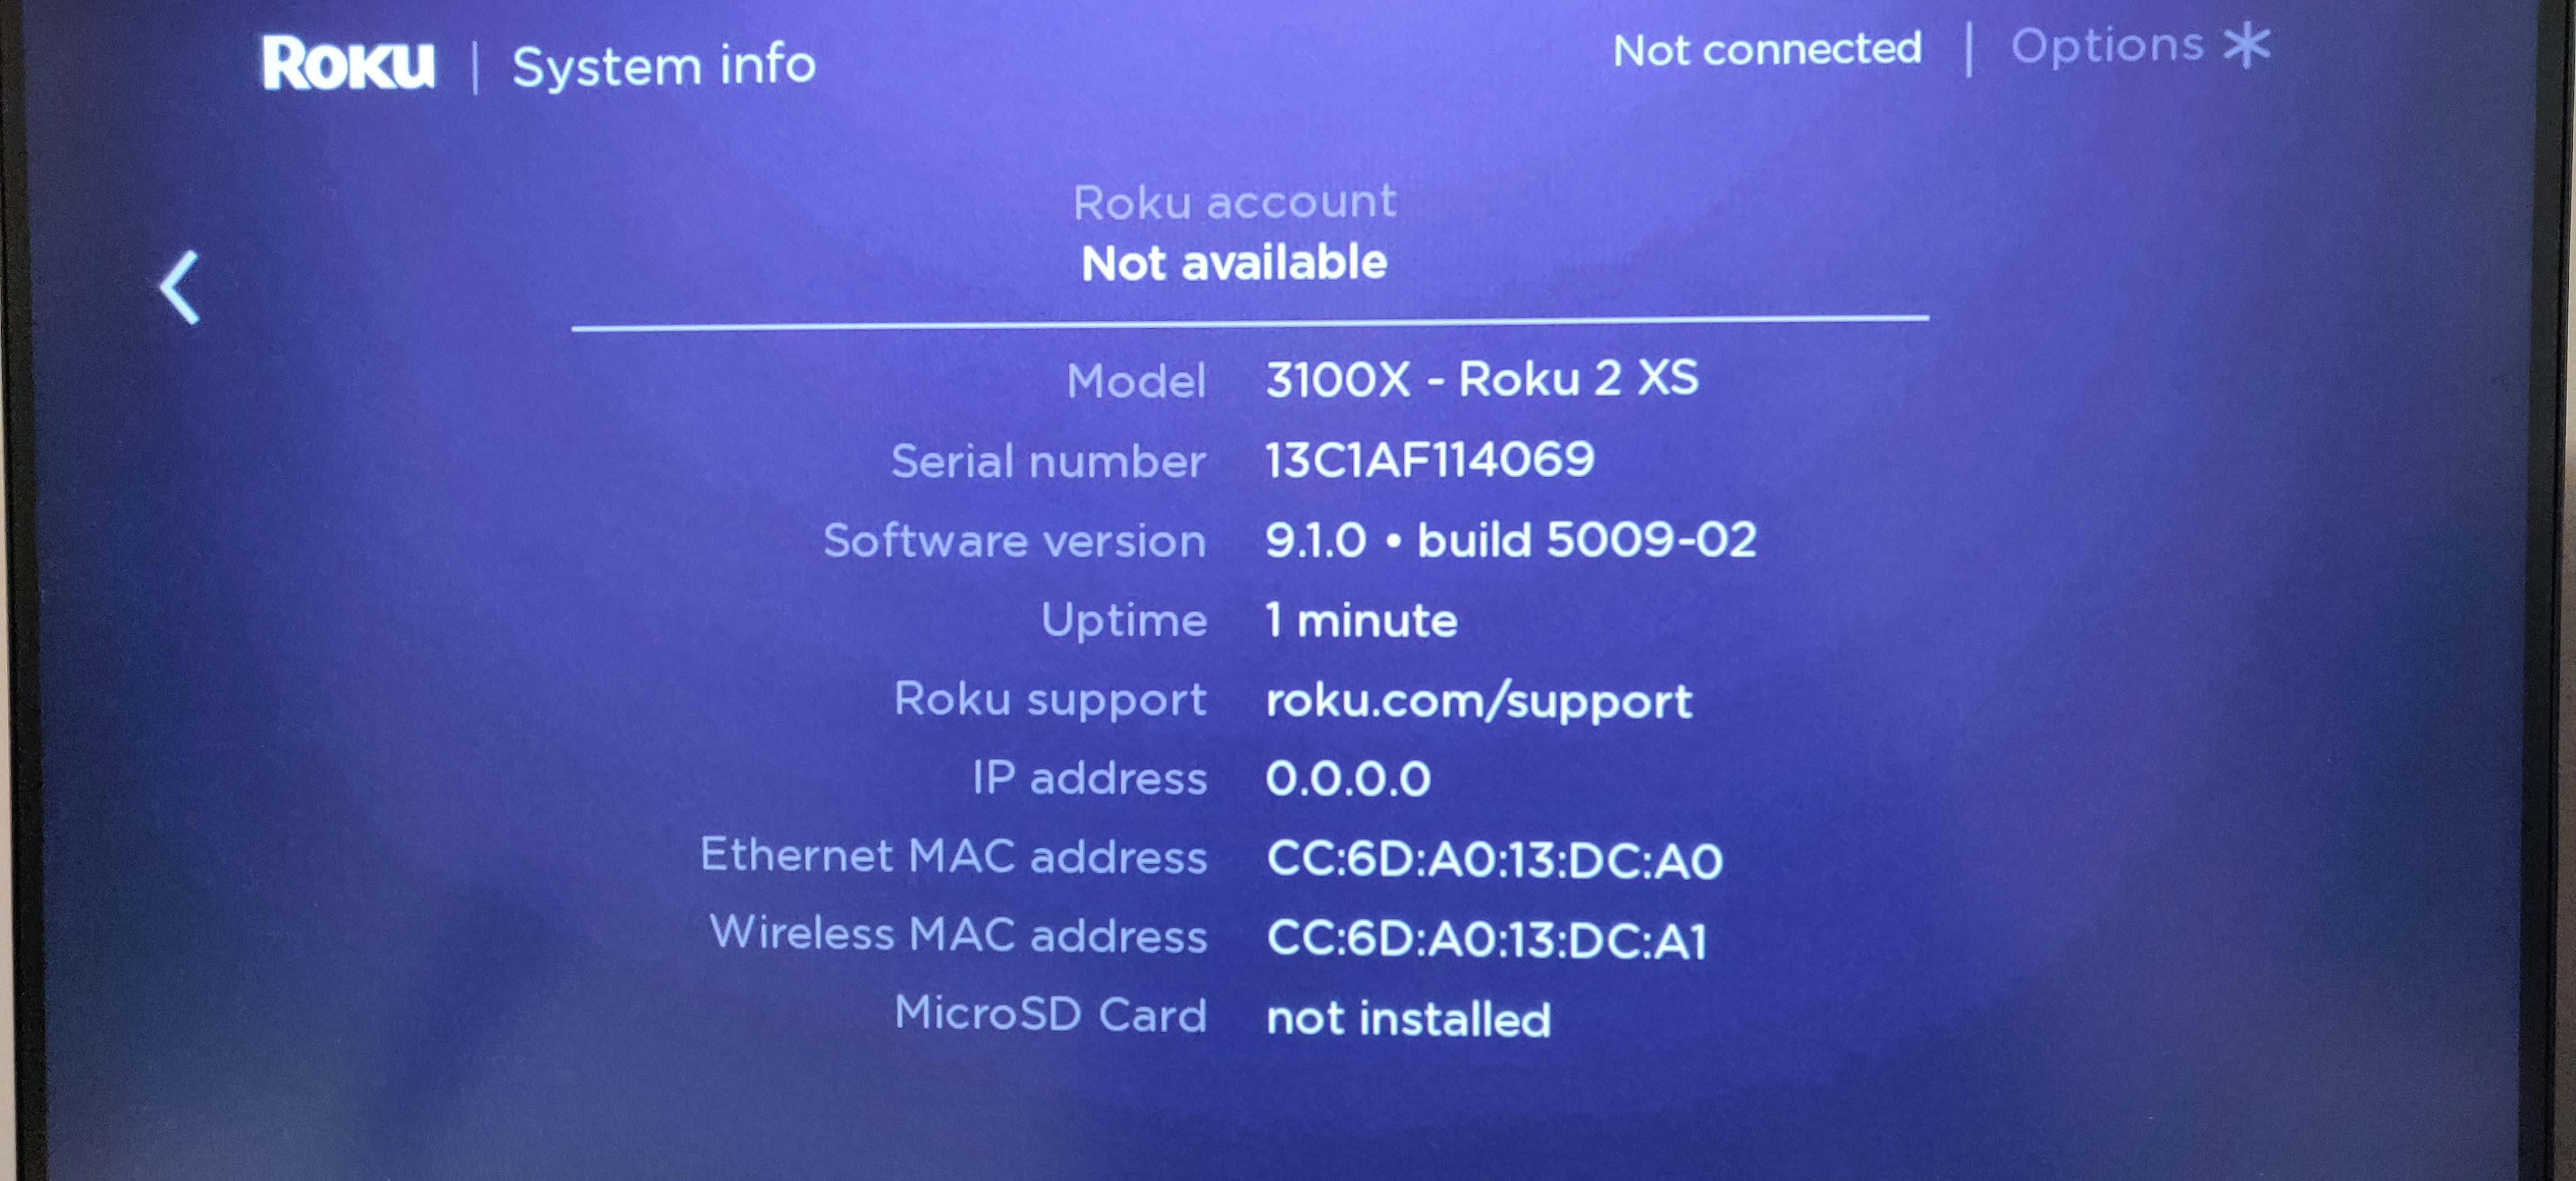 Roku | System info
Not connected | Options *
Roku account
Not available
Model 3100X - Roku 2 XS
Serial number 13C1AF114069
Software version 9.1.0 • build 5009-02
Uptime 1 minute
Roku support roku.com/support
IP address 0.0.0.0
Ethernet MAC address CC:6D:A0:13:DC:A0
Wireless MAC address CC:6D:A0:13:DC:A1
MicroSD Card not installed